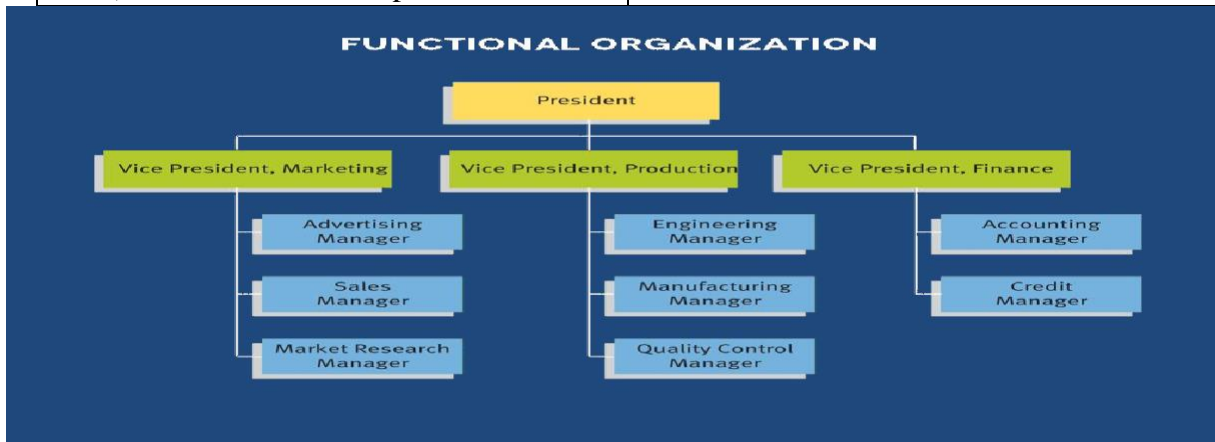 FUNCTIONAL ORGANIZATION
President
Vice President, Marketing
Vice President, Production
Vice President, Finance
Advertising
Manager
Sales
Manager
Market Research
Manager
Engineering
Manager
Manufacturing
Manager
Quality Control
Manager
Accounting
Manager
Credit
Manager